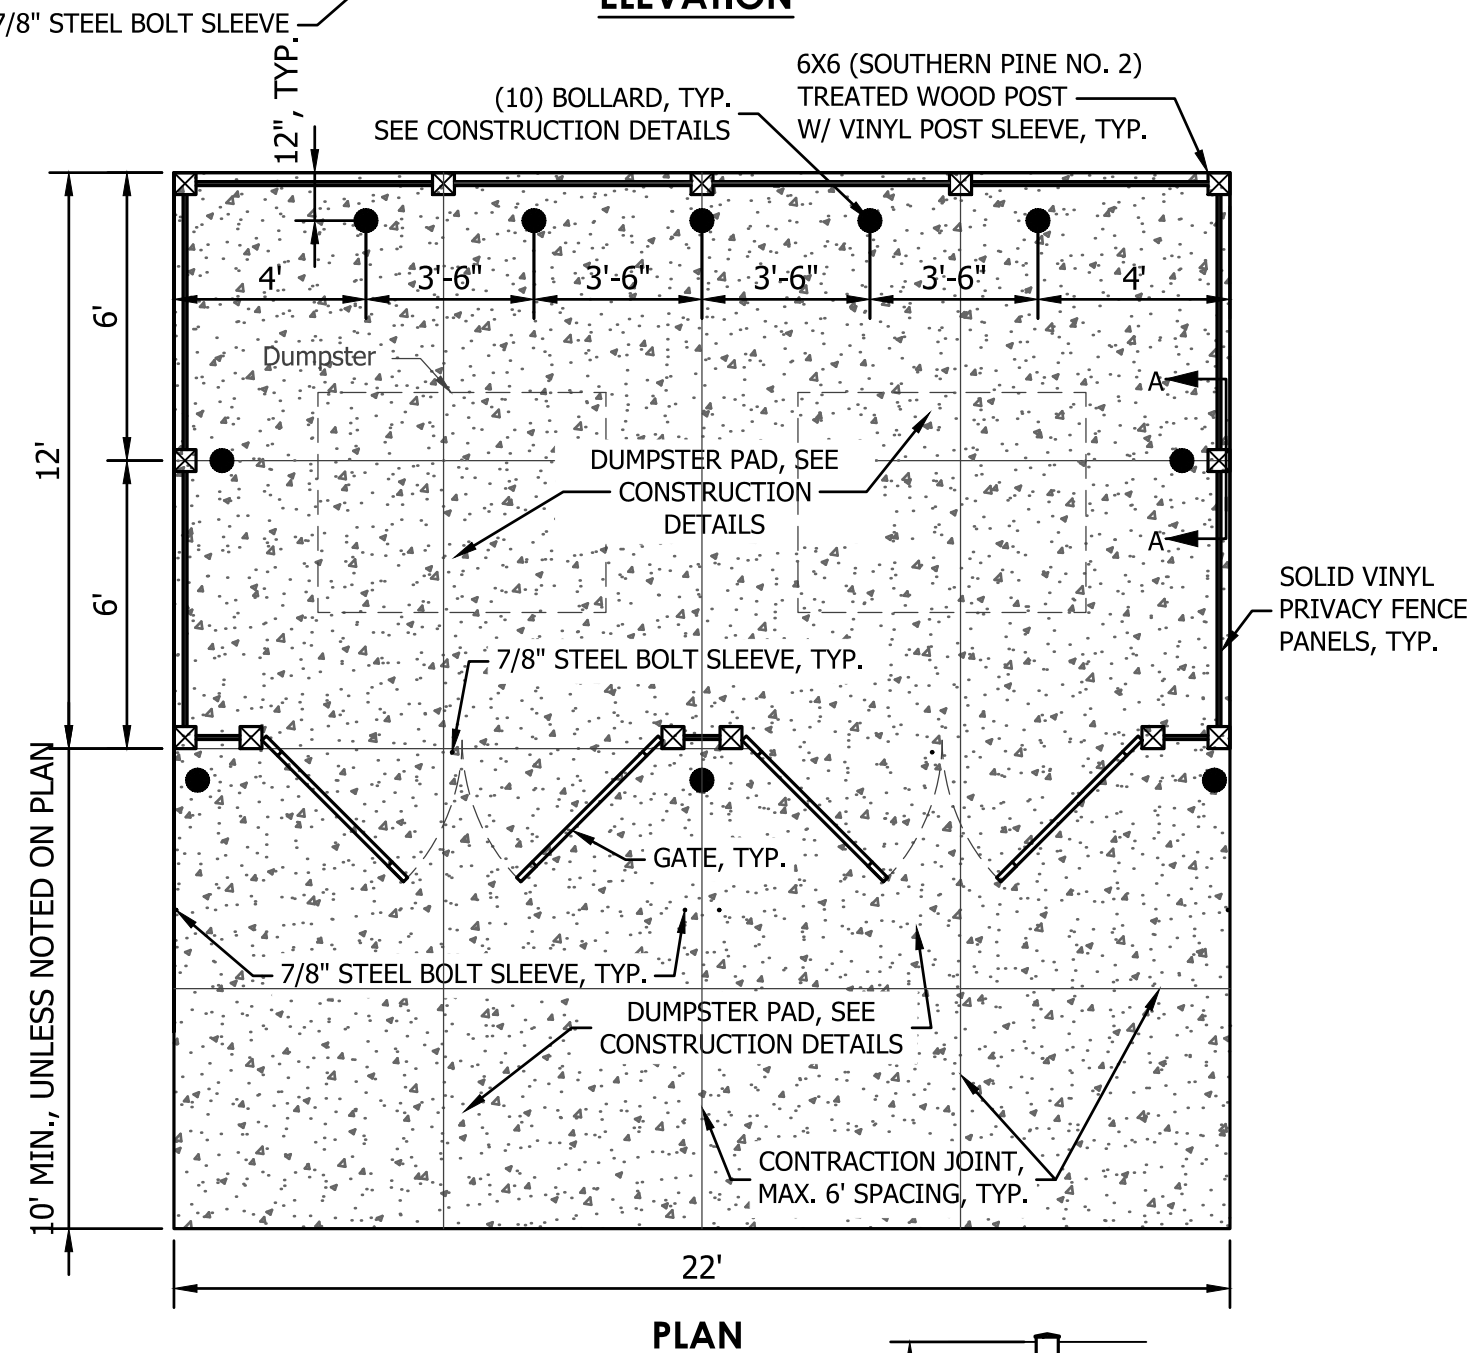 ELEVATION
7/8" STEEL BOLT SLEEVE
12", TYP.
(10) BOLLARD, TYP.
SEE CONSTRUCTION DETAILS
6X6 (SOUTHERN PINE NO. 2)
TREATED WOOD POST
W/ VINYL POST SLEEVE, TYP.
4'
3'-6"
3'-6"
3'-6"
3'-6"
4'
6'
12'
6'
Dumpster
A
DUMPSTER PAD, SEE
CONSTRUCTION
DETAILS
A
SOLID VINYL
PRIVACY FENCE
PANELS, TYP.
7/8" STEEL BOLT SLEEVE, TYP.
GATE, TYP.
10' MIN., UNLESS NOTED ON PLAN
7/8" STEEL BOLT SLEEVE, TYP.
DUMPSTER PAD, SEE
CONSTRUCTION DETAILS
CONTRACTION JOINT,
MAX. 6' SPACING, TYP.
22'
PLAN